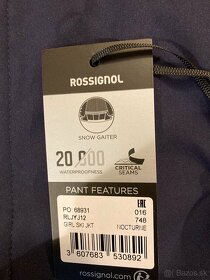 ROSSIGNOL
SNOW GAITER
20 000
WATERPROOFNESS
CRITICAL
SEAMS
PANT FEATURES
PO 68931
016
RLJYJ12
748
GIRL SKI JKT
NOCTURNE
3 607683 530892
rossignol.com
bazos.sk